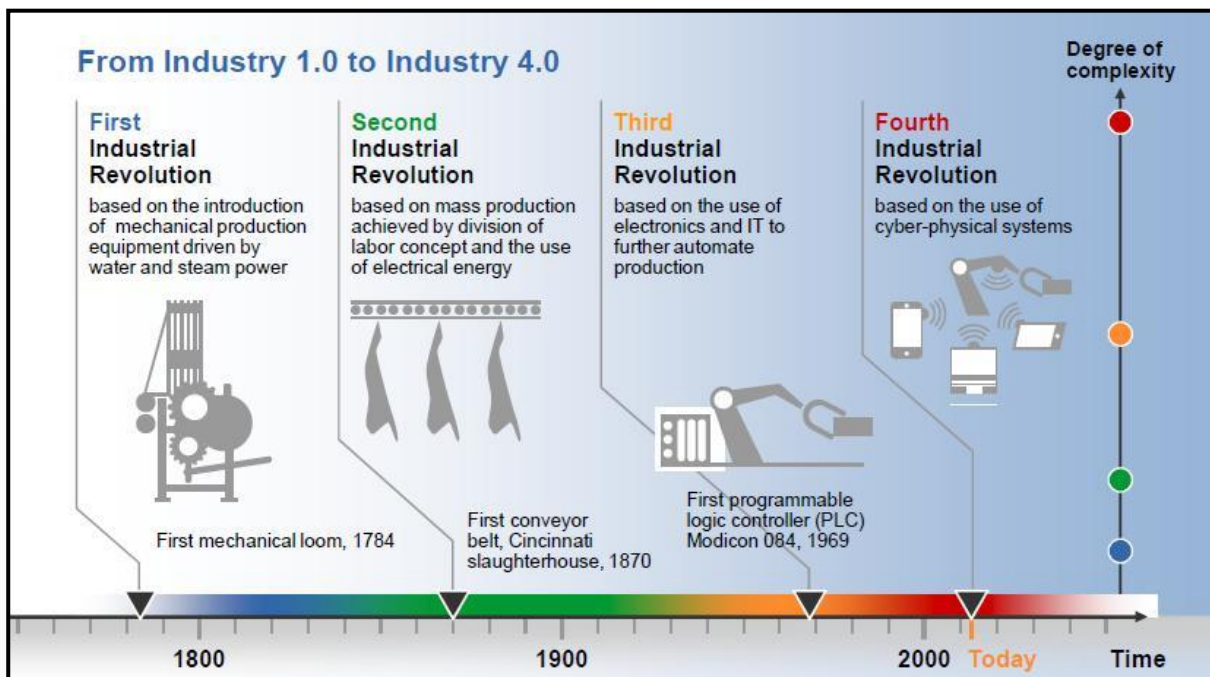 From Industry 1.0 to Industry 4.0
Degree of
complexity
First
Industrial
Revolution
based on the introduction
of mechanical production
equipment driven by
water and steam power
Second
Industrial
Revolution
based on mass production
achieved by division of
labor concept and the use
of electrical energy
Third
Industrial
Revolution
based on the use of
electronics and IT to
further automate
production
Fourth
Industrial
Revolution
based on the use of
cyber-physical systems
First mechanical loom, 1784
First conveyor
belt, Cincinnati
slaughterhouse, 1870
First programmable
logic controller (PLC)
Modicon 084, 1969
1800
1900
2000
Today
Time